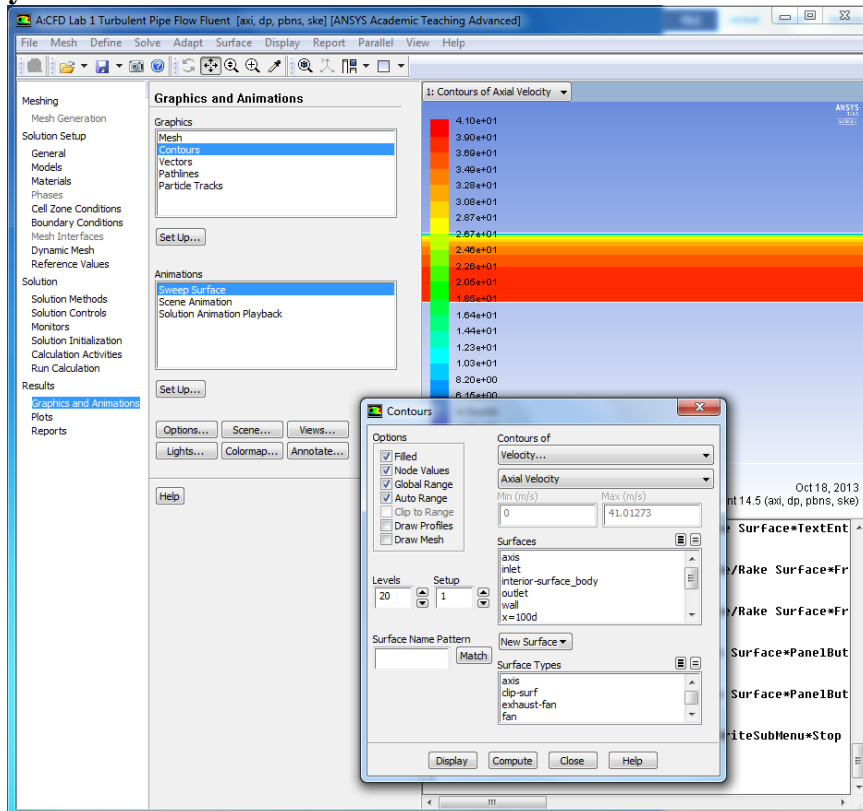 y
A:CFD Lab 1 Turbulent Pipe Flow Fluent [axi, dp, pbns, ske] [ANSYS Academic Teaching Advanced]
File Mesh Define Solve Adapt Surface Display Report Parallel View Help
Meshing
Mesh Generation
Solution Setup
General
Models
Materials
Phases
Cell Zone Conditions
Boundary Conditions
Mesh Interfaces
Dynamic Mesh
Reference Values
Solution
Solution Methods
Solution Controls
Monitors
Solution Initialization
Calculation Activities
Run Calculation
Results
Graphics and Animations
Plots
Reports
Graphics and Animations
Graphics
Mesh
Contours
Vectors
Pathlines
Particle Tracks
Set Up...
Animations
Sweep Surface
Scene Animation
Solution Animation Playback
Set Up...
Options... Scene... Views...
Lights... Colormap... Annotate...
Help
1: Contours of Axial Velocity
ANSYS
4.10e+01
3.90e+01
3.69e+01
3.49e+01
3.28e+01
3.08e+01
2.87e+01
2.67e+01
2.46e+01
2.26e+01
2.05e+01
1.85e+01
1.64e+01
1.44e+01
1.23e+01
1.03e+01
8.20e+00
6.15e+00
Oct 18, 2013
nt 14.5 (axi, dp, pbns, ske)
Surface*TextEnt
/Rake Surface*Fr
/Rake Surface*Fr
Surface*PanelBut
Surface*PanelBut
riteSubMenu*Stop
Contours
Options
Filled
Node Values
Global Range
Auto Range
Clip to Range
Draw Profiles
Draw Mesh
Levels Setup
20 1
Surface Name Pattern
Match
Contours of
Velocity...
Axial Velocity
Min (m/s) Max (m/s)
0 41.01273
Surfaces
axis
inlet
interior-surface_body
outlet
wall
x=100d
New Surface
Surface Types
axis
clip-surf
exhaust-fan
fan
Display Compute Close Help